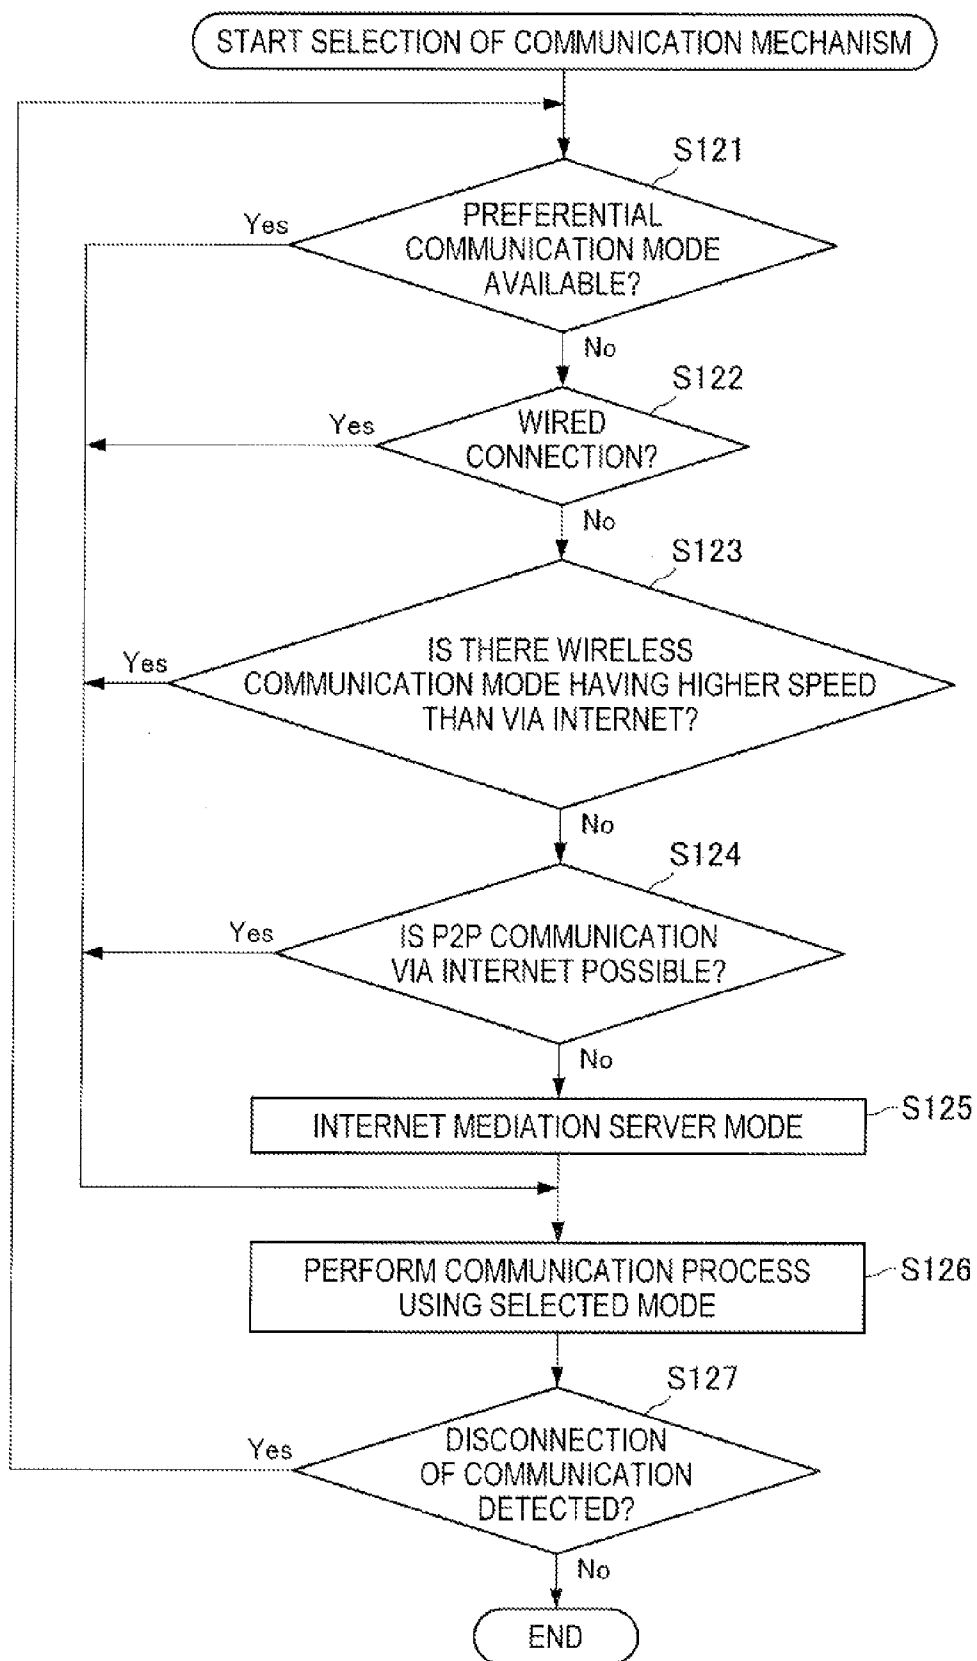 START SELECTION OF COMMUNICATION MECHANISM
S121
PREFERENTIAL
COMMUNICATION MODE
AVAILABLE?
Yes
No
S122
WIRED
CONNECTION?
Yes
No
S123
IS THERE WIRELESS
COMMUNICATION MODE HAVING HIGHER SPEED
THAN VIA INTERNET?
Yes
No
S124
IS P2P COMMUNICATION
VIA INTERNET POSSIBLE?
Yes
No
INTERNET MEDIATION SERVER MODE
S125
PERFORM COMMUNICATION PROCESS
USING SELECTED MODE
S126
S127
DISCONNECTION
OF COMMUNICATION
DETECTED?
Yes
No
END